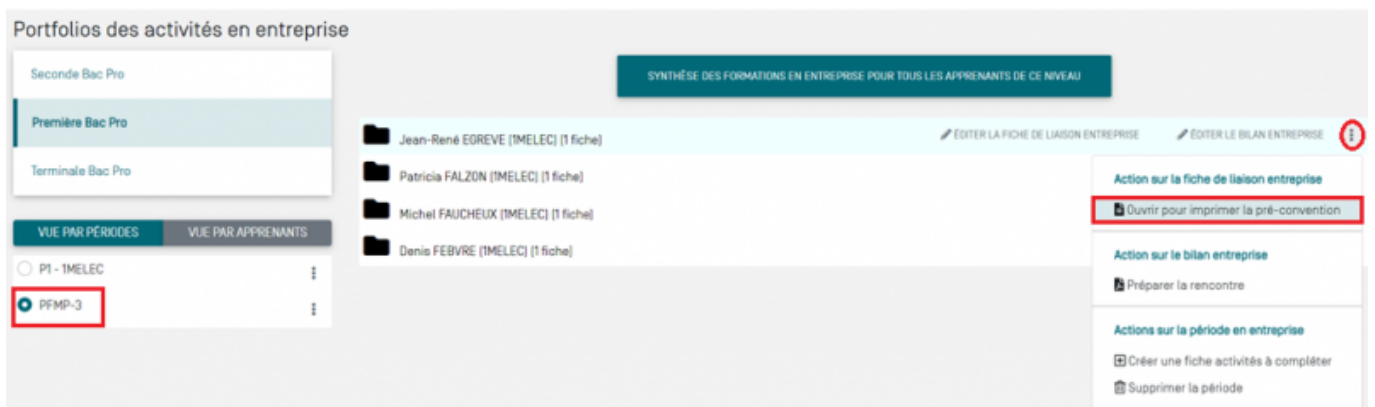 Portfolios des activités en entreprise
Seconde Bac Pro
Première Bac Pro
Terminale Bac Pro
VUE PAR PÉRIODES VUE PAR APPRENANTS
P1 - 1MELEC
PFMP-3
SYNTHÈSE DES FORMATIONS EN ENTREPRISE POUR TOUS LES APPRENANTS DE CE NIVEAU
Jean-René EGREVE (1MELEC) (1 fiche) ÉDITER LA FICHE DE LIAISON ENTREPRISE ÉDITER LE BILAN ENTREPRISE
Patricia FALZON (1MELEC) (1 fiche)
Michel FAUCHEUX (1MELEC) (1 fiche)
Denis FEBVRE (1MELEC) (1 fiche)
Action sur la fiche de liaison entreprise
Ouvrir pour imprimer la pré-convention
Action sur le bilan entreprise
Préparer la rencontre
Actions sur la période en entreprise
Créer une fiche activités à compléter
Supprimer la période